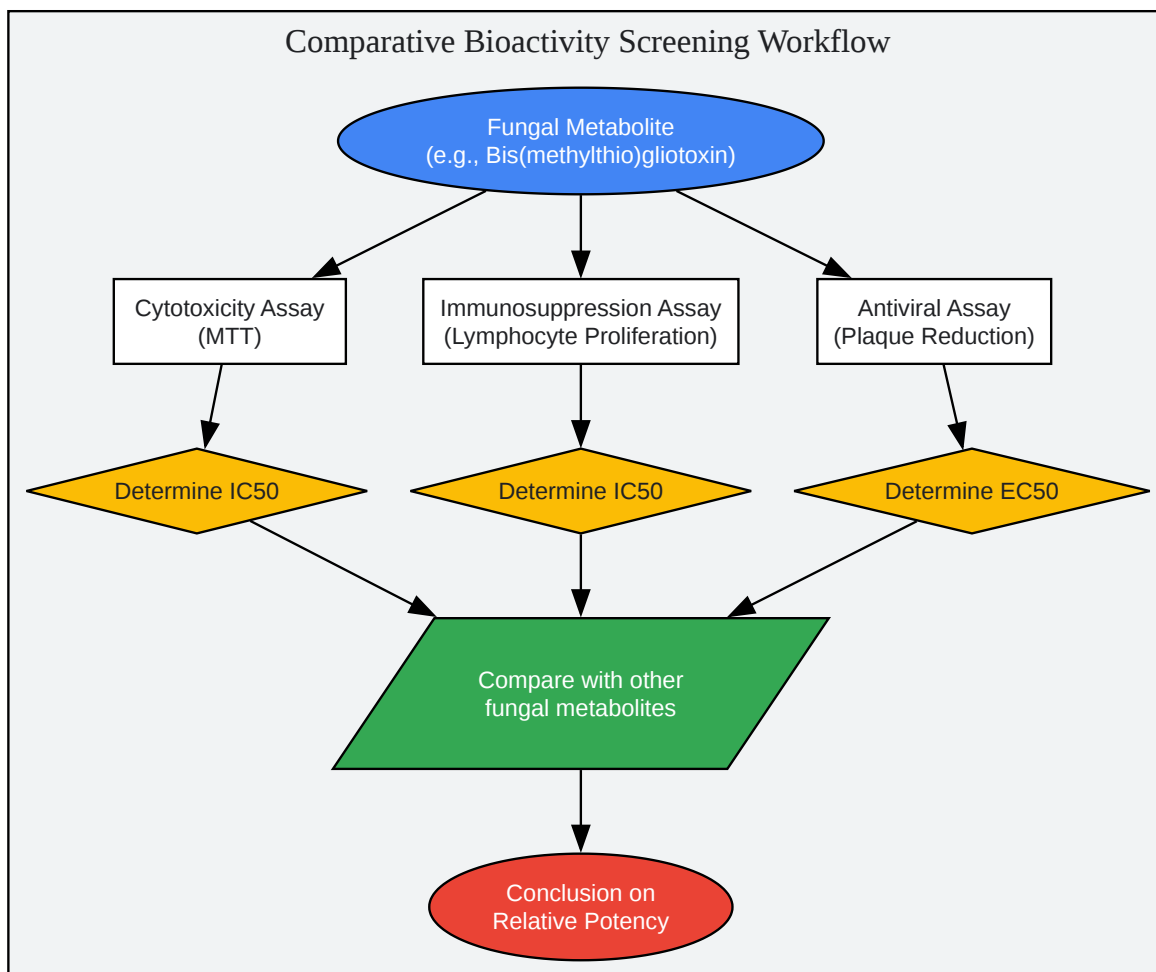 Comparative Bioactivity Screening Workflow
Fungal Metabolite
(e.g., Bis(methylthio)gliotoxin)
Cytotoxicity Assay
(MTT)
Immunosuppression Assay
(Lymphocyte Proliferation)
Antiviral Assay
(Plaque Reduction)
Determine IC50
Determine IC50
Determine EC50
Compare with other
fungal metabolites
Conclusion on
Relative Potency